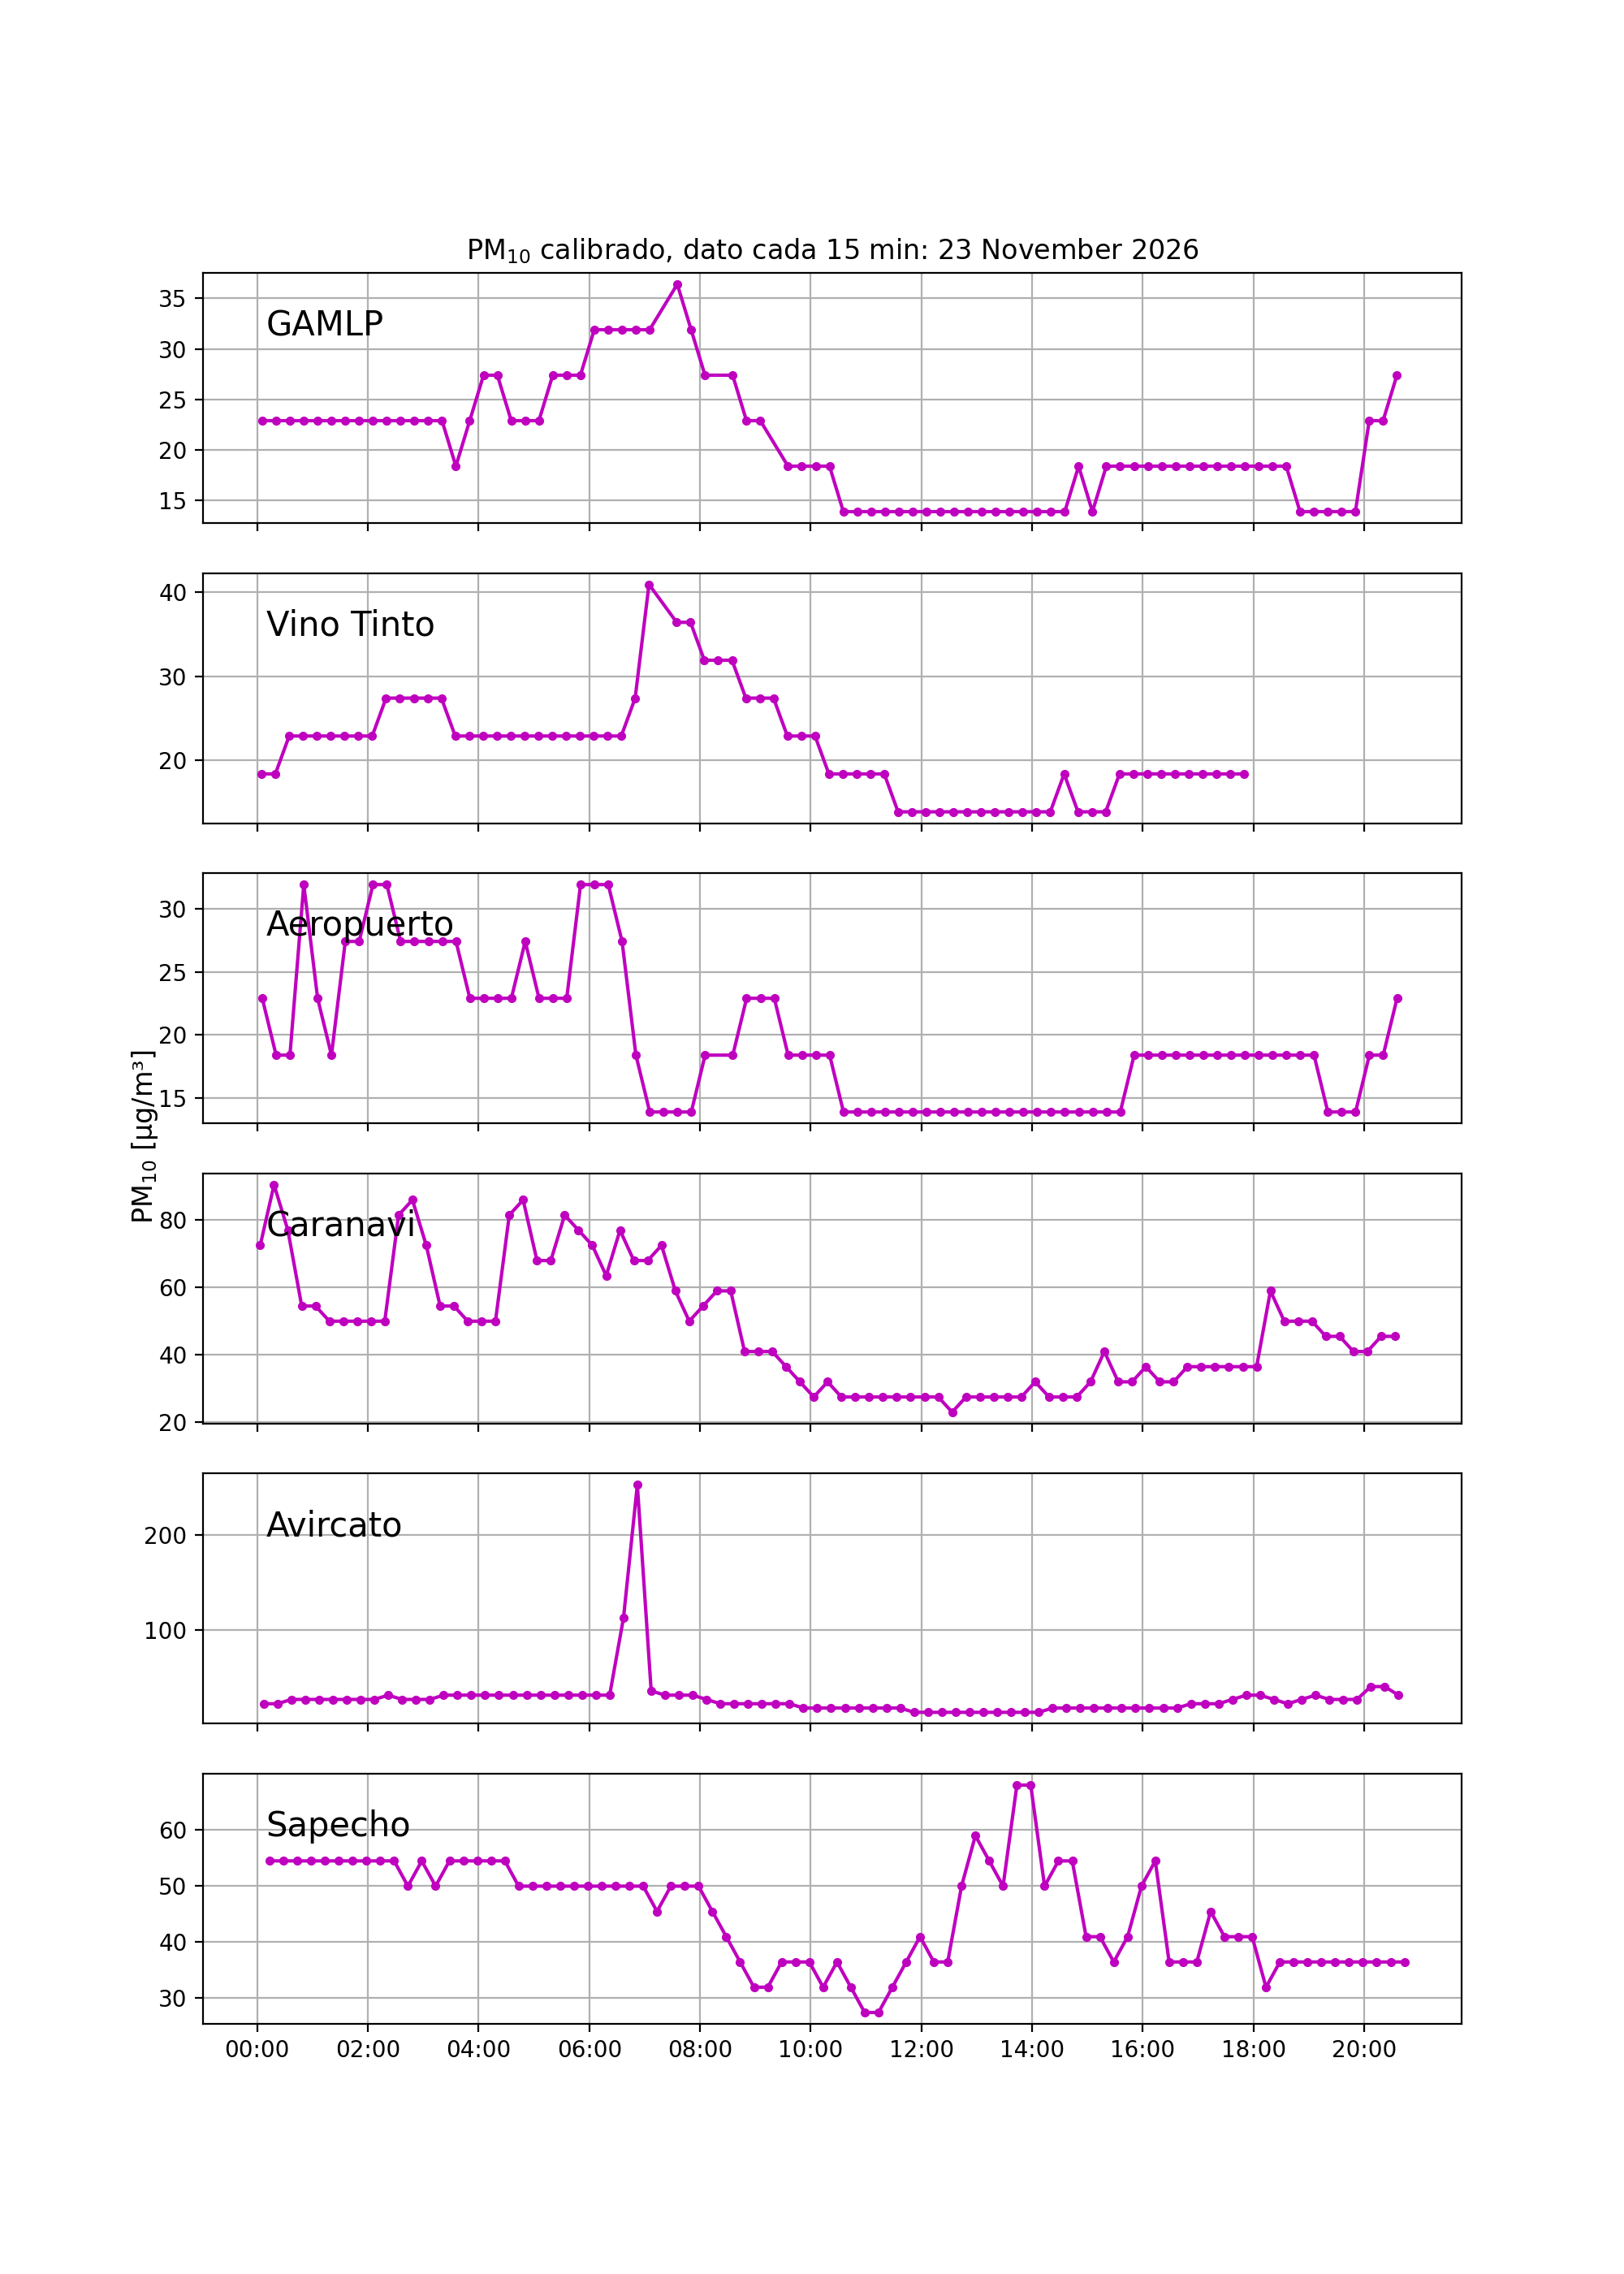 PM₁₀ calibrado, dato cada 15 min: 23 November 2026
35
GAMLP
30
25
20
15
40
Vino Tinto
30
20
30
Aeropuerto
25
20
15
PM₁₀ [µg/m³]
80
Caranavi
60
40
20
200
Avircato
100
60
Sapecho
50
40
30
00:00 02:00 04:00 06:00 08:00 10:00 12:00 14:00 16:00 18:00 20:00